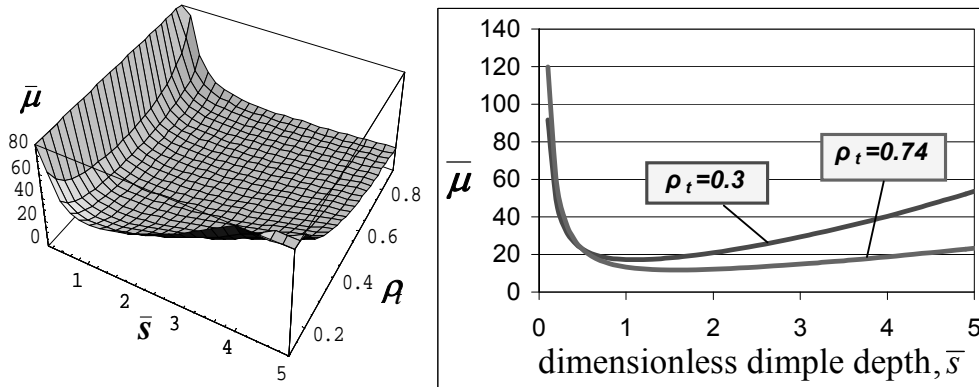 μ̄
80
60
40
20
0
1
2
3
4
5
s̄
0.2
0.4
0.6
0.8
ρt
140
120
100
80
60
40
20
0
μ̄
ρ t =0.3
ρ t =0.74
0 1 2 3 4 5
dimensionless dimple depth, s̄